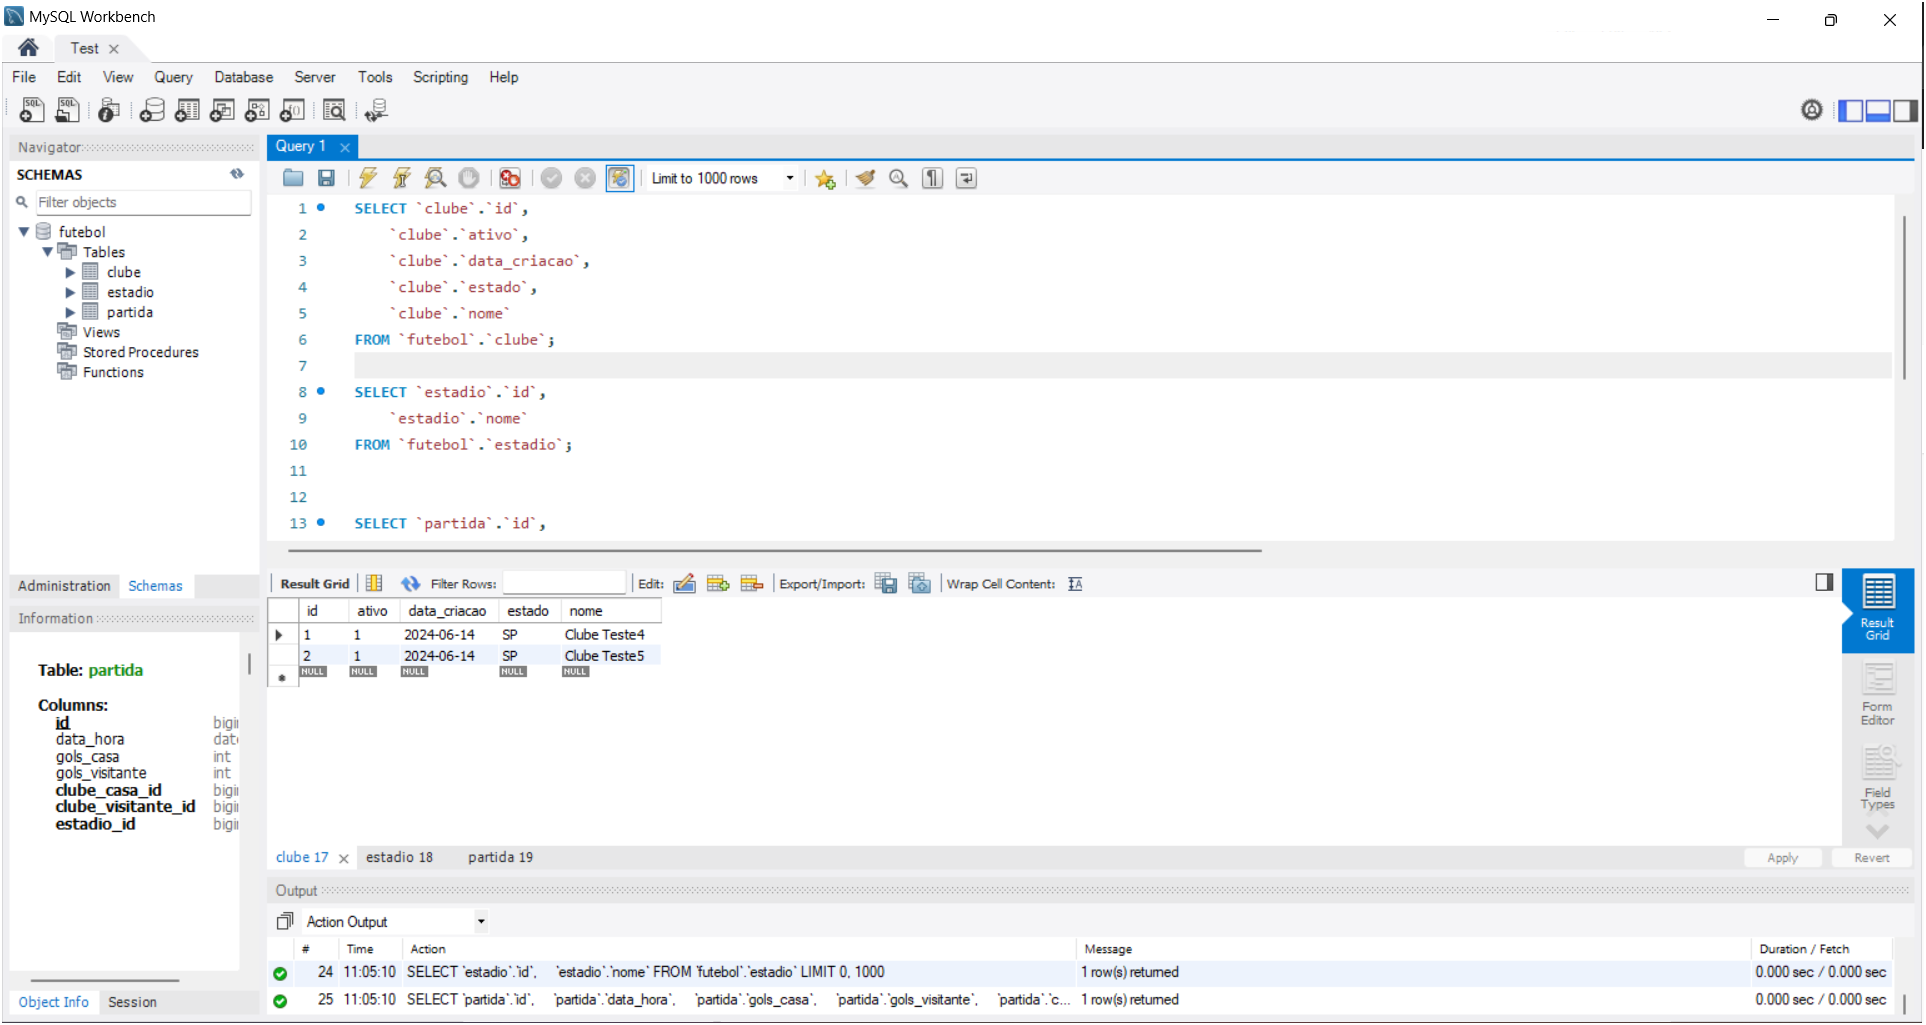 MySQL Workbench
Test
File Edit View Query Database Server Tools Scripting Help
Navigator
SCHEMAS
Filter objects
futebol
Tables
clube
estadio
partida
Views
Stored Procedures
Functions
Administration Schemas
Information
Table: partida
Columns:
id bigi
data_hora dat
gols_casa int
gols_visitante int
clube_casa_id bigi
clube_visitante_id bigi
estadio_id bigi
Object Info Session
Query 1
Limit to 1000 rows
1 SELECT `clube`.`id`,
2 `clube`.`ativo`,
3 `clube`.`data_criacao`,
4 `clube`.`estado`,
5 `clube`.`nome`
6 FROM `futebol`.`clube`;
7
8 SELECT `estadio`.`id`,
9 `estadio`.`nome`
10 FROM `futebol`.`estadio`;
11
12
13 SELECT `partida`.`id`,
Result Grid Filter Rows: Edit: Export/Import: Wrap Cell Content:
id ativo data_criacao estado nome
1 1 2024-06-14 SP Clube Teste4
2 1 2024-06-14 SP Clube Teste5
NULL NULL NULL NULL NULL
Result
Grid
Form
Editor
Field
Types
clube 17 estadio 18 partida 19
Apply Revert
Output
Action Output
# Time Action Message Duration / Fetch
24 11:05:10 SELECT `estadio`.`id`, `estadio`.`nome` FROM `futebol`.`estadio` LIMIT 0, 1000 1 row(s) returned 0.000 sec / 0.000 sec
25 11:05:10 SELECT `partida`.`id`, `partida`.`data_hora`, `partida`.`gols_casa`, `partida`.`gols_visitante`, `partida`.`c... 1 row(s) returned 0.000 sec / 0.000 sec